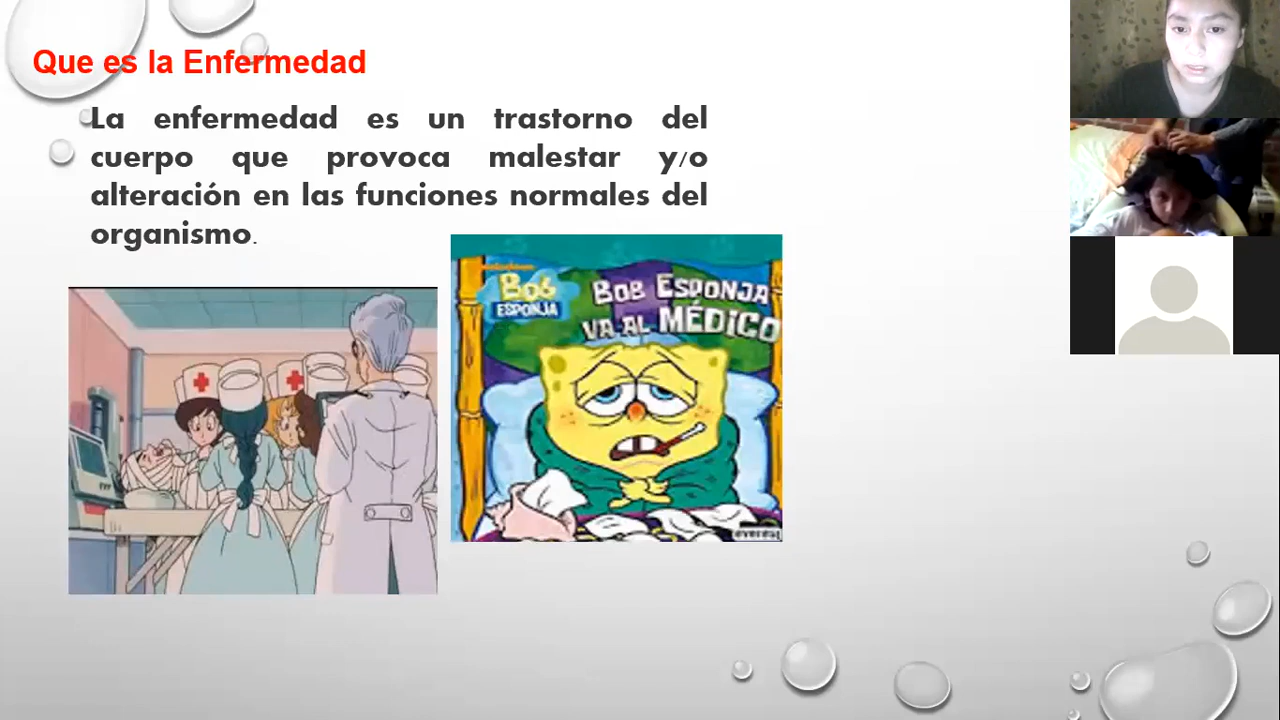 Que es la Enfermedad
La enfermedad es un trastorno del
cuerpo que provoca malestar y/o
alteración en las funciones normales del
organismo.
BOB
ESPONJA
BOB ESPONJA
VA AL MÉDICO